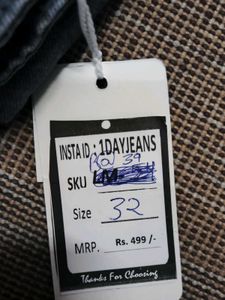 INSTA ID : 1DAYJEANS
SKU
Size 32
MRP. Rs. 499 /-
Thanks For Choosing